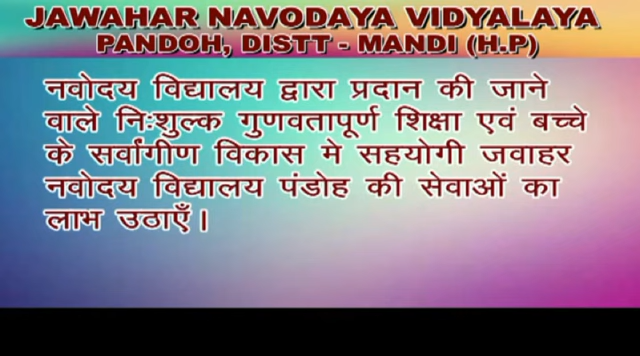 JAWAHAR NAVODAYA VIDYALAYA
PANDOH, DISTT - MANDI (H.P)
नवोदय विद्यालय द्वारा प्रदान की जाने
वाले निःशुल्क गुणवतापूर्ण शिक्षा एवं बच्चे
के सर्वांगीण विकास मे सहयोगी जवाहर
नवोदय विद्यालय पंडोह की सेवाओं का
लाभ उठाएँ।